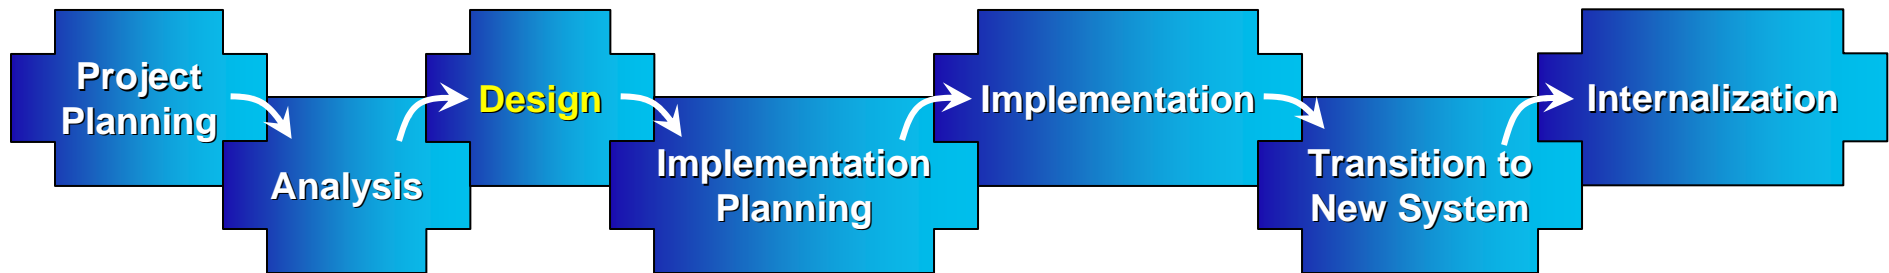 Project
Planning
Analysis
Design
Implementation
Planning
Implementation
Transition to
New System
Internalization